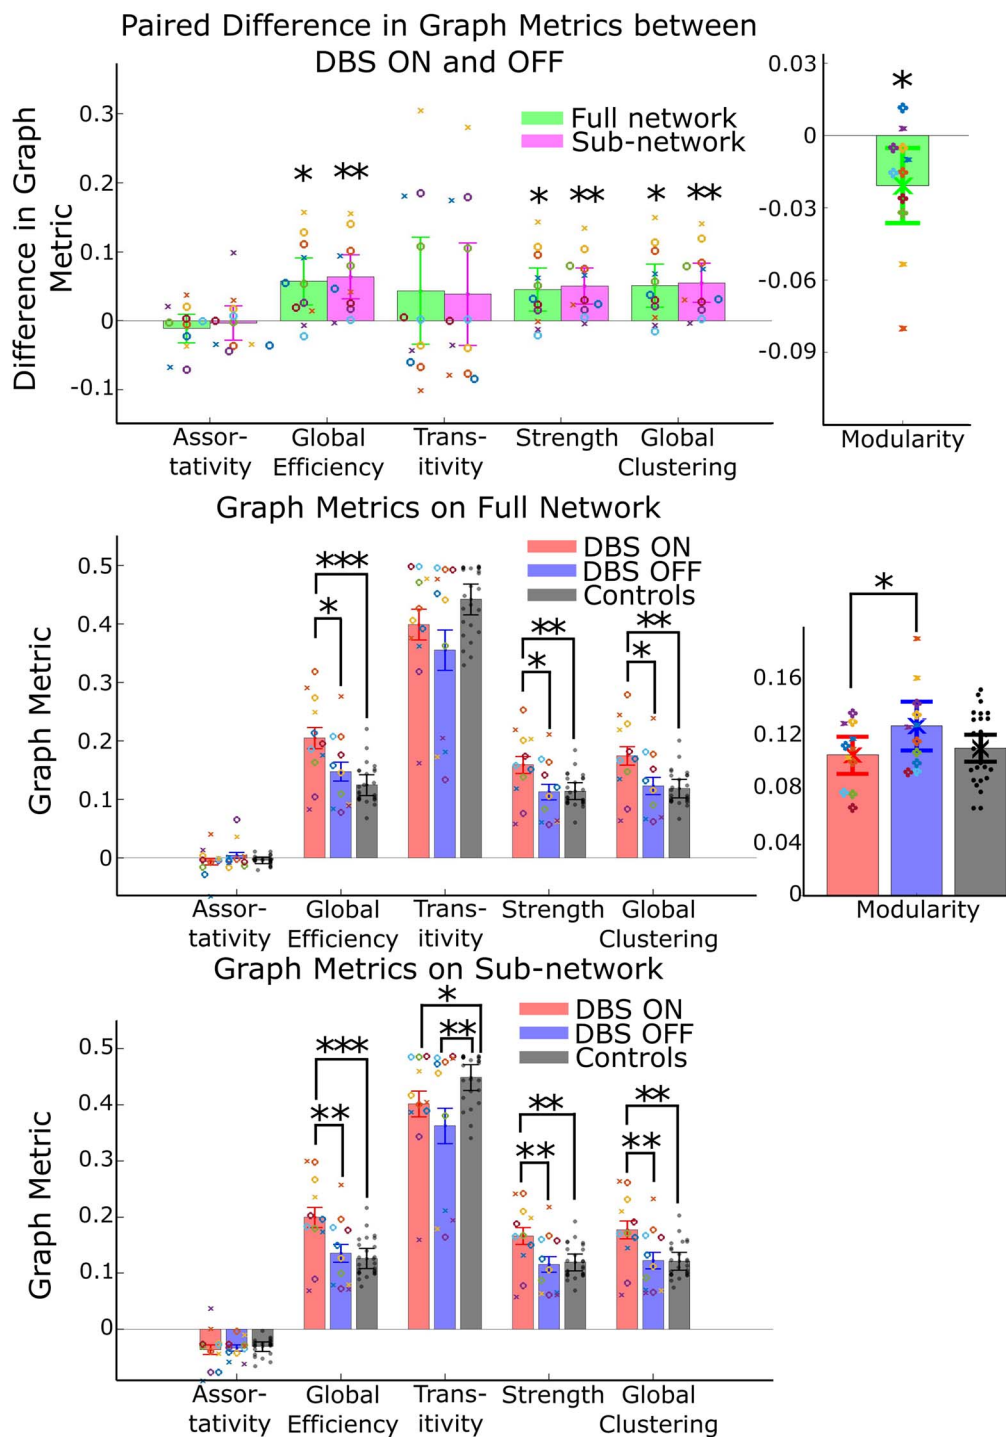 Paired Difference in Graph Metrics between
DBS ON and OFF
Difference in Graph
Metric
0.3
0.2
0.1
0
-0.1
Full network
Sub-network
* ** * ** * **
Assor-
tativity
Global
Efficiency
Trans-
itivity
Strength
Global
Clustering
0.03
0
-0.03
-0.06
-0.09
*
Modularity
Graph Metrics on Full Network
Graph Metric
0.5
0.4
0.3
0.2
0.1
0
DBS ON
DBS OFF
Controls
***
*
**
*
**
*
Assor-
tativity
Global
Efficiency
Trans-
itivity
Strength
Global
Clustering
0.16
0.12
0.08
0.04
0
*
Modularity
Graph Metrics on Sub-network
Graph Metric
0.5
0.4
0.3
0.2
0.1
0
DBS ON
DBS OFF
Controls
***
**
*
**
**
**
**
**
Assor-
tativity
Global
Efficiency
Trans-
itivity
Strength
Global
Clustering